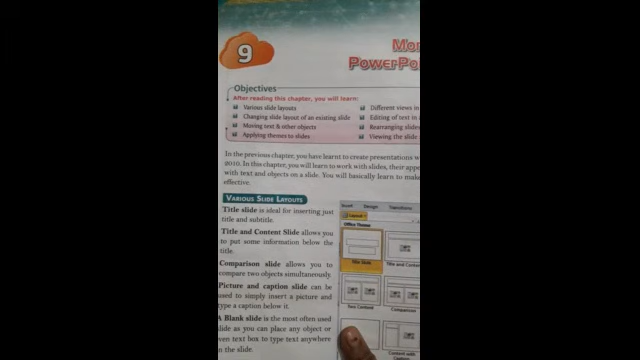 9
PowerPo
Objectives
After reading this chapter, you will learn:
Various slide layouts
Changing slide layout of an existing slide
Moving text & other objects
Applying themes to slides
Different views in
Editing of text in
Rearranging slides
Viewing the slide
In the previous chapter, you have learnt to create presentations
2010. In this chapter, you will learn to work with slides, their
with text and objects on a slide. You will basically learn to make
effective.
VARIOUS SLIDE LAYOUTS
Title slide is ideal for inserting just
title and subtitle.
Title and Content Slide allows you
to put some information below the
title.
Comparison slide allows you to
compare two objects simultaneously
Picture and caption slide can be
used to simply insert a picture and
type a caption below it.
A Blank slide is the most often used
slide as you can place any object or
even text box to type text anywhere
in the slide.
Insert Design Transitions
Layout
Office Theme
Title Slide
Title and Content
Two Content
Comparison
Content with
Caption